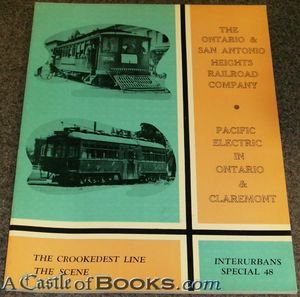 THE
ONTARIO &
SAN ANTONIO
HEIGHTS
RAILROAD
COMPANY
PACIFIC
ELECTRIC
IN
ONTARIO
&
CLAREMONT
THE CROOKEDEST LINE
THE SCENE
INTERURBANS
SPECIAL 48
A Castle of BOOKS.com